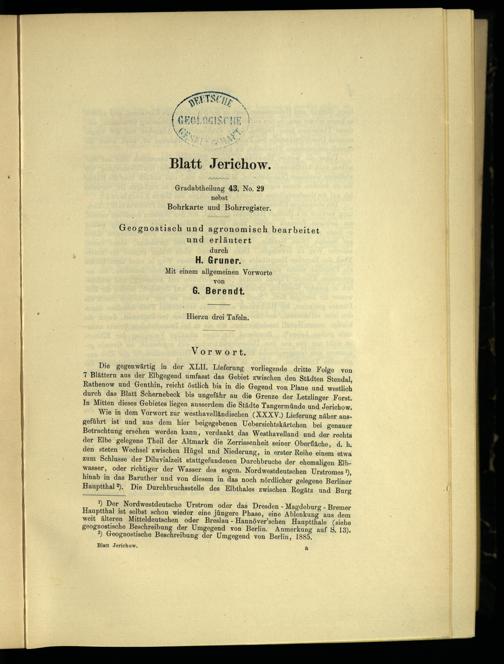 DEUTSCHE
GEOLOGISCHE
GESELLSCHAFT.
Blatt Jerichow.
Gradabtheilung 43, No. 29
nebst
Bohrkarte und Bohrregister.
Geognostisch und agronomisch bearbeitet
und erläutert
durch
H. Gruner.
Mit einem allgemeinen Vorworte
von
G. Berendt.
Hierzu drei Tafeln.
Vorwort.
Die gegenwärtig in der XLII. Lieferung vorliegende dritte Folge von
7 Blättern aus der Elbgegend umfasst das Gebiet zwischen den Städten Stendal,
Rathenow und Genthin, reicht östlich bis in die Gegend von Plaue und westlich
durch das Blatt Schernebeck bis ungefähr an die Grenze der Letzlinger Forst.
In Mitten dieses Gebietes liegen ausserdem die Städte Tangermünde und Jerichow.
Wie in dem Vorwort zur westhavelländischen (XXXV.) Lieferung näher aus-
geführt ist und aus dem hier beigegebenen Uebersichtskärtchen bei genauer
Betrachtung ersehen werden kann, verdankt das Westhavelland und der rechts
der Elbe gelegene Theil der Altmark die Zerrissenheit seiner Oberfläche, d. h.
den steten Wechsel zwischen Hügel und Niederung, in erster Reihe einem etwa
zum Schlusse der Diluvialzeit stattgefundenen Durchbruche der ehemaligen Elb-
wasser, oder richtiger der Wasser des sogen. Nordwestdeutschen Urstromes ¹),
hinab in das Baruther und von diesem in das noch nördlicher gelegene Berliner
Hauptthal ²). Die Durchbruchsstelle des Elbthales zwischen Rogätz und Burg
¹) Der Nordwestdeutsche Urstrom oder das Dresden - Magdeburg - Bremer
Hauptthal ist selbst schon wieder eine jüngere Phase, eine Ablenkung aus dem
weit älteren Mitteldeutschen oder Breslau - Hannöver'schen Hauptthale (siehe
geognostische Beschreibung der Umgegend von Berlin. Anmerkung auf S. 13).
²) Geognostische Beschreibung der Umgegend von Berlin, 1885.
Blatt Jerichow. a